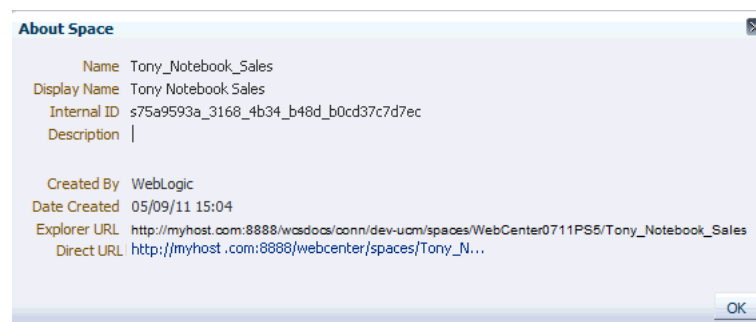 About Space
Name Tony_Notebook_Sales
Display Name Tony Notebook Sales
Internal ID s75a9593a_3168_4b34_b48d_b0cd37c7d7ec
Description
Created By WebLogic
Date Created 05/09/11 15:04
Explorer URL http://myhost.com:8888/wcsdocs/conn/dev-ucm/spaces/WebCenter0711PS5/Tony_Notebook_Sales
Direct URL http://myhost.com:8888/webcenter/spaces/Tony_N...
OK